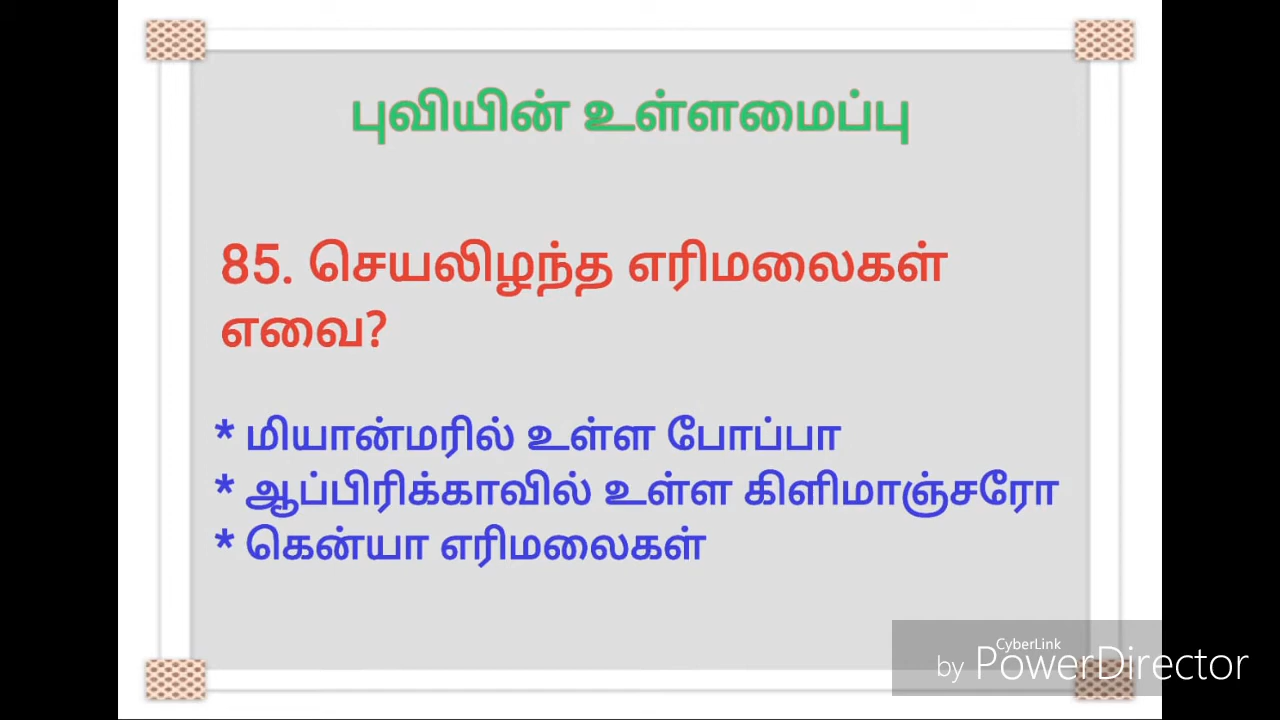 புவியின் உள்ளமைப்பு
85. செயலிழந்த எரிமலைகள்
எவை?
* மியான்மரில் உள்ள போப்பா
* ஆப்பிரிக்காவில் உள்ள கிளிமாஞ்சரோ
* கென்யா எரிமலைகள்
CyberLink
by PowerDirector